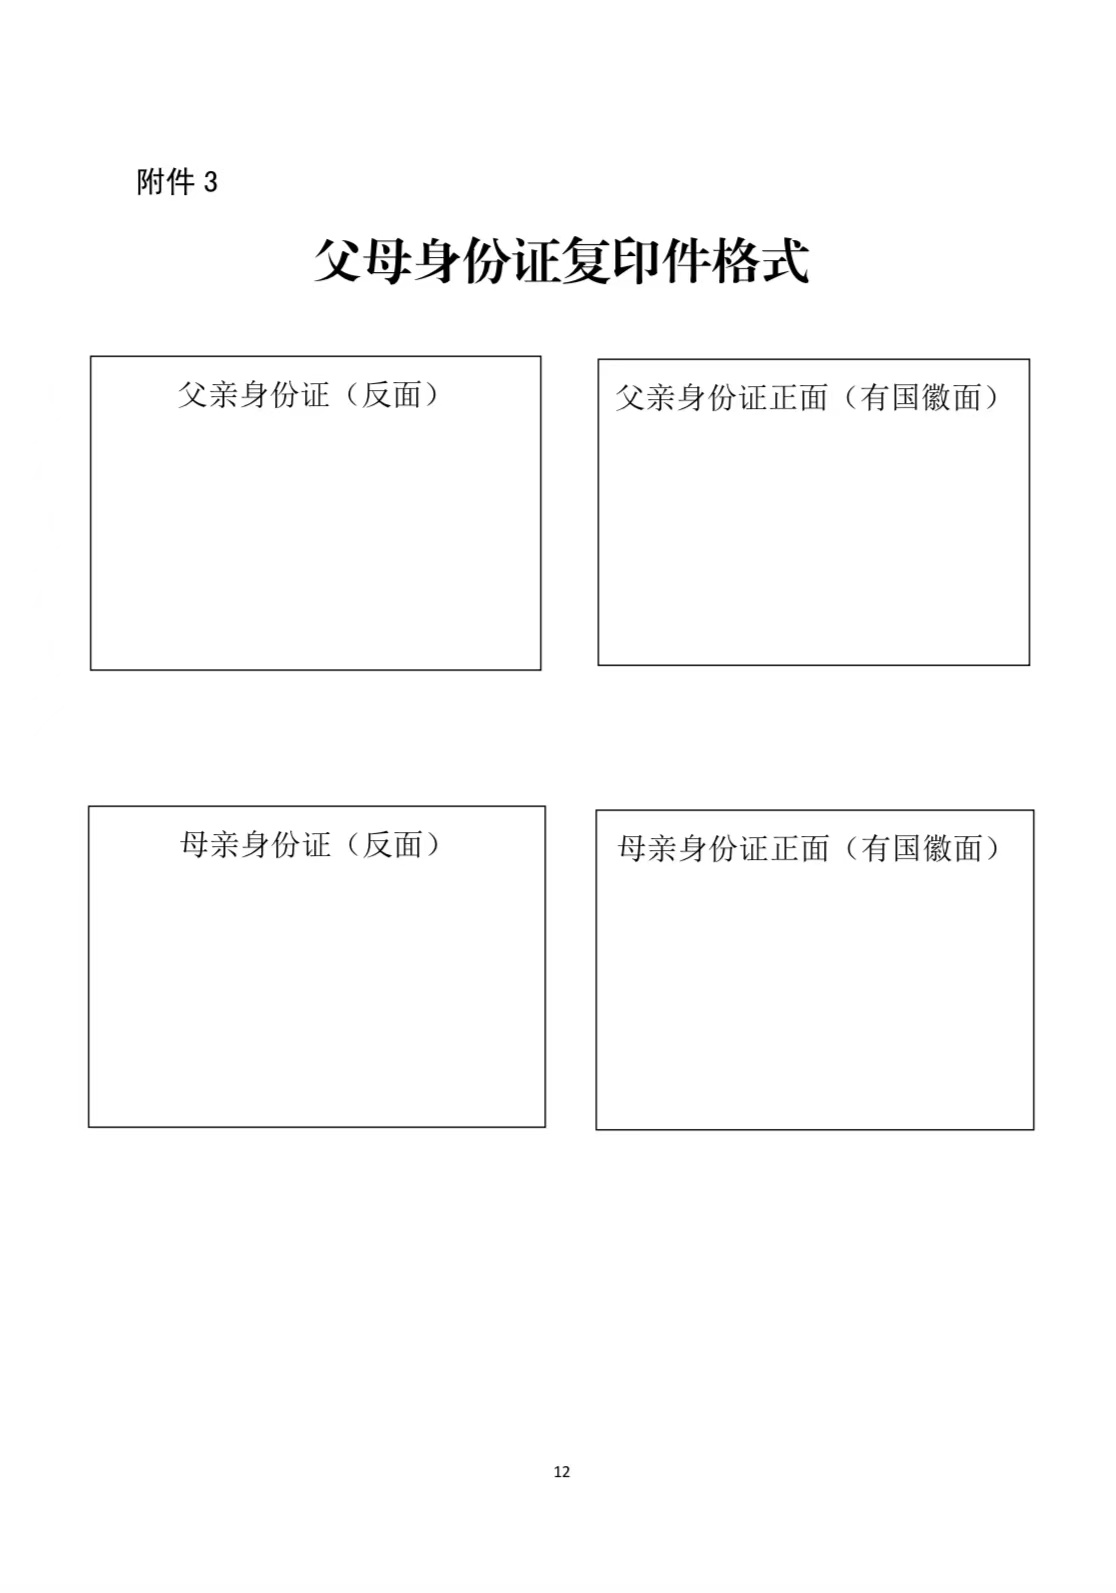 附件 3
父母身份证复印件格式
父亲身份证（反面）
父亲身份证正面（有国徽面）
母亲身份证（反面）
母亲身份证正面（有国徽面）
12